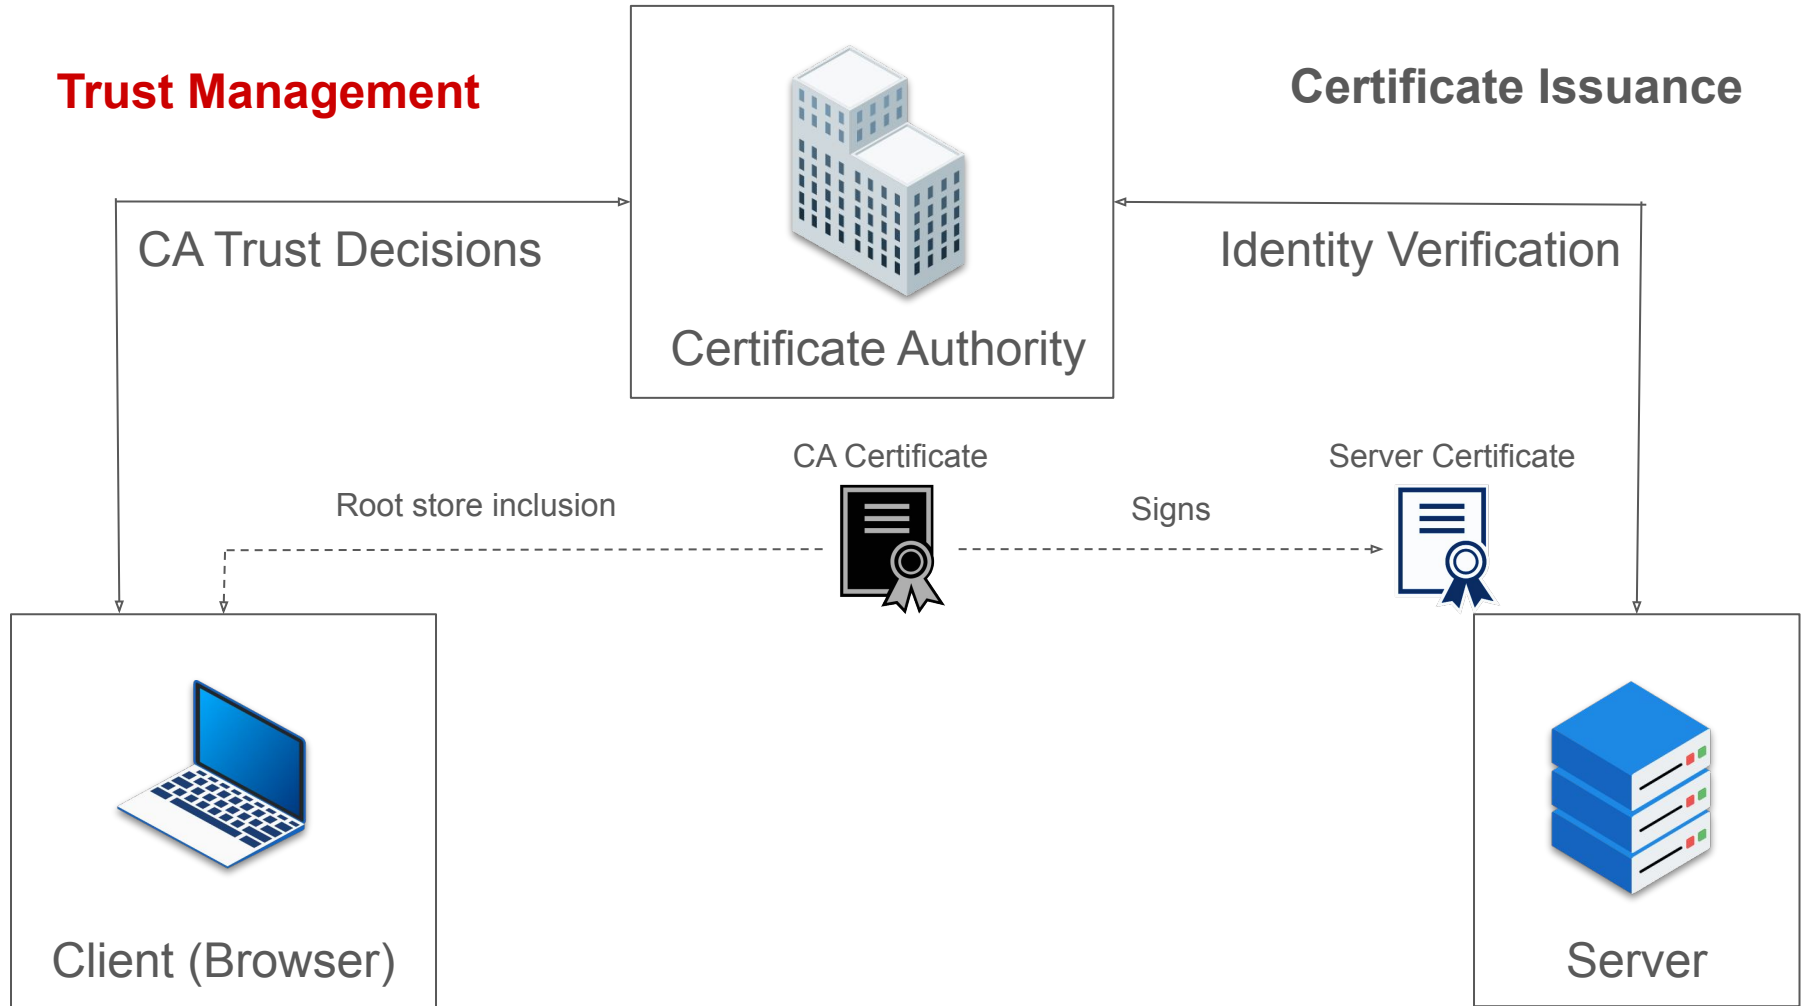 Trust Management
Certificate Issuance
CA Trust Decisions
Identity Verification
Certificate Authority
CA Certificate
Server Certificate
Root store inclusion
Signs
Client (Browser)
Server